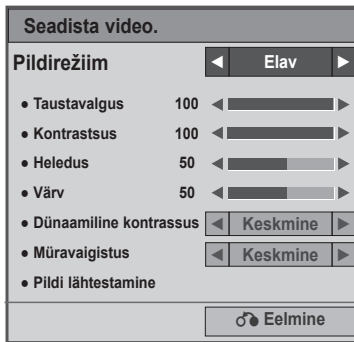 Seadista video.
Pildirežiim ◄ Elav ►
● Taustavalgus 100
● Kontrastsus 100
● Heledus 50
● Värv 50
● Dünaamiline kontrassus ◄ Keskmine ►
● Müravaigistus ◄ Keskmine ►
● Pildi lähtestamine
Eelmine